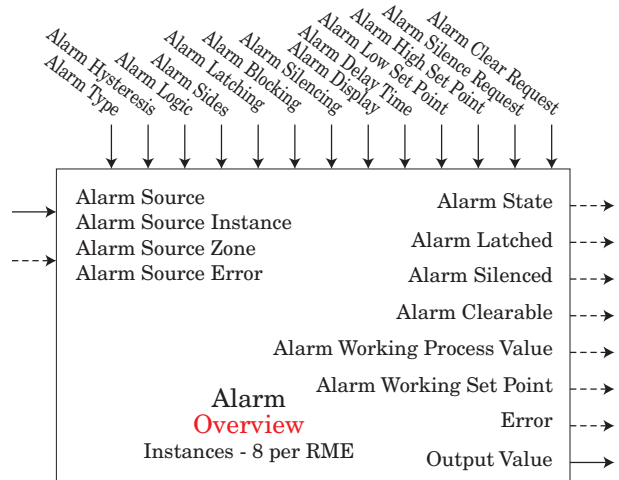 Alarm Type
Alarm Hysteresis
Alarm Logic
Alarm Sides
Alarm Latching
Alarm Blocking
Alarm Silencing
Alarm Display
Alarm Delay Time
Alarm Low Set Point
Alarm High Set Point
Alarm Silence Request
Alarm Clear Request
Alarm Source
Alarm Source Instance
Alarm Source Zone
Alarm Source Error
Alarm State
Alarm Latched
Alarm Silenced
Alarm Clearable
Alarm Working Process Value
Alarm Working Set Point
Error
Output Value
Alarm
Overview
Instances - 8 per RME